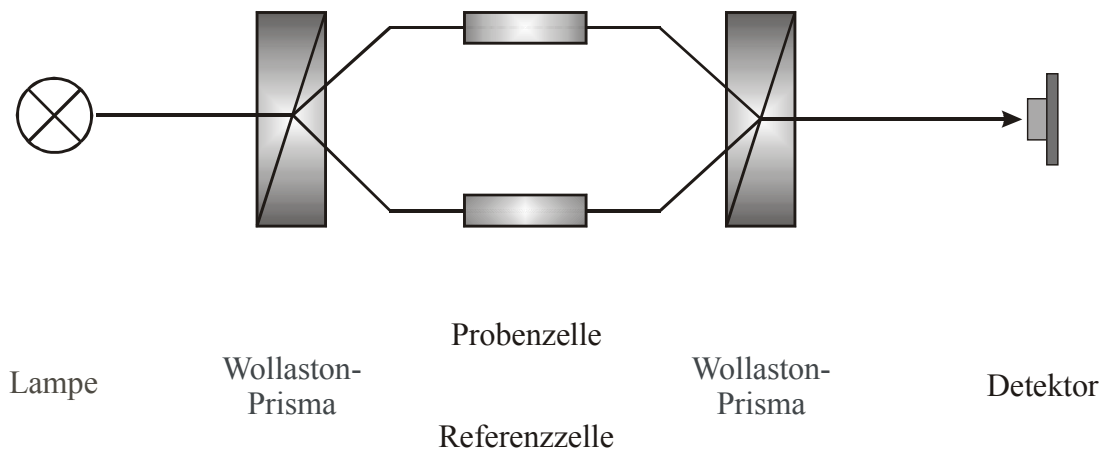 Probenzelle
Lampe
Wollaston-
Prisma
Wollaston-
Prisma
Detektor
Referenzzelle